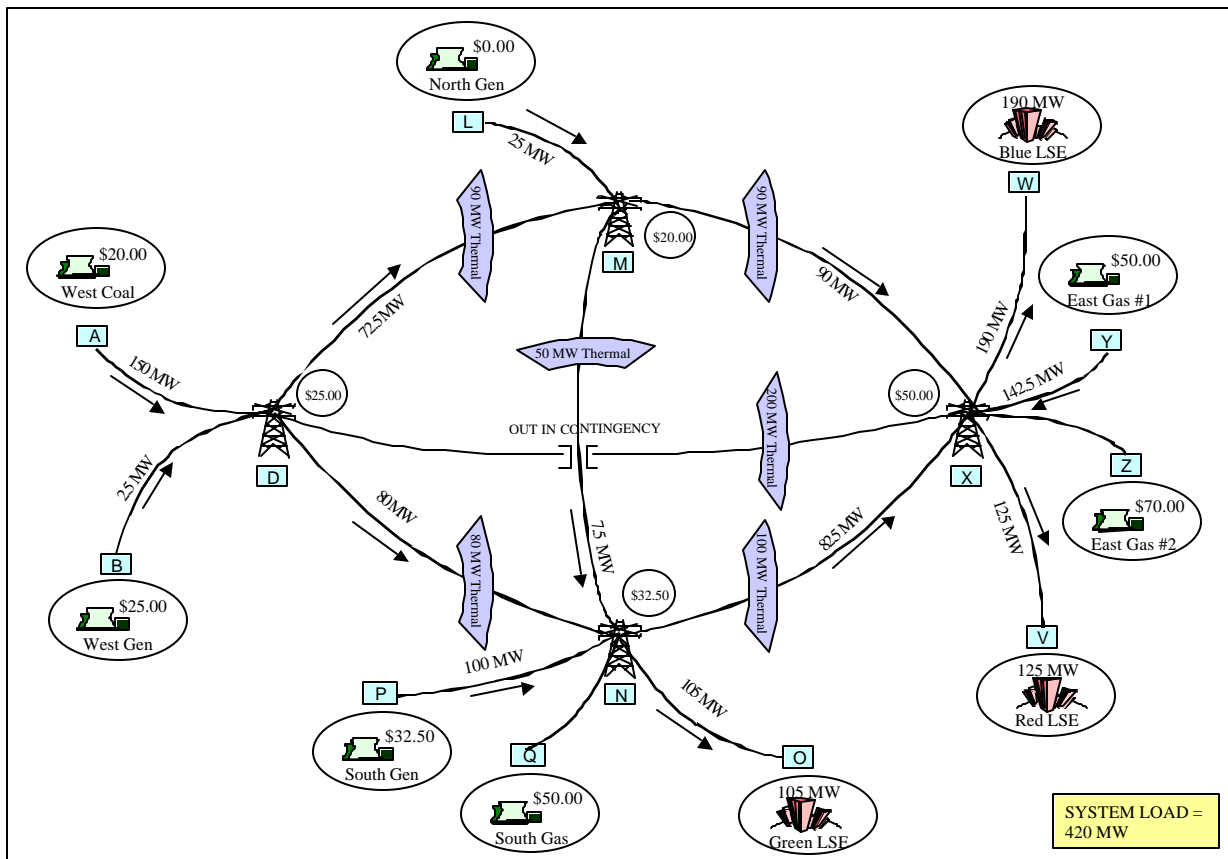 $0.00
North Gen
L
25 MW
190 MW
Blue LSE
W
90 MW Thermal
90 MW Thermal
$20.00
M
$20.00
West Coal
A
72.5MW
90 MW
190 MW
$50.00
East Gas #1
Y
150 MW
50 MW Thermal
142.5 MW
$25.00
$50.00
200 MW Thermal
OUT IN CONTINGENCY
D
X
Z
2.5 MW
80MW
7.5 MW
82.5 MW
125 MW
$70.00
East Gas #2
80 MW Thermal
100 MW Thermal
B
$25.00
West Gen
$32.50
V
100 MW
P
N
105 MW
125 MW
Red LSE
$32.50
South Gen
Q
O
$50.00
South Gas
105 MW
Green LSE
SYSTEM LOAD =
420 MW